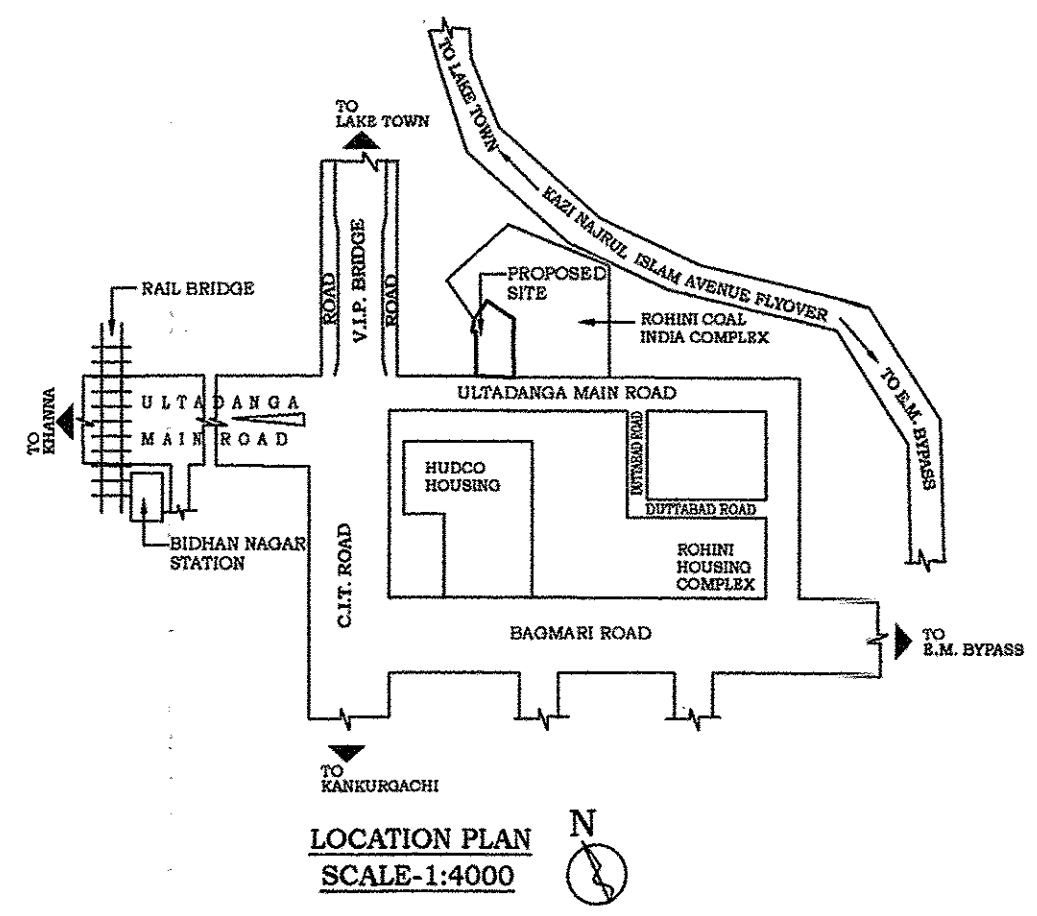 TO
LAKE TOWN
TO LAKE TOWN
KAZI NAJRUL ISLAM AVENUE FLYOVER
TO E.M. BYPASS
ROAD
V.I.P. BRIDGE
ROAD
PROPOSED
SITE
RAIL BRIDGE
ROHINI COAL
INDIA COMPLEX
ULTADANGA MAIN ROAD
ULTADANGA
MAIN ROAD
TO
KHANNA
HUDCO
HOUSING
DUTTABAD ROAD
DUTTABAD ROAD
BIDHAN NAGAR
STATION
C.I.T. ROAD
ROHINI
HOUSING
COMPLEX
BAGMARI ROAD
TO
E.M. BYPASS
TO
KANKURGACHI
LOCATION PLAN
SCALE-1:4000
N